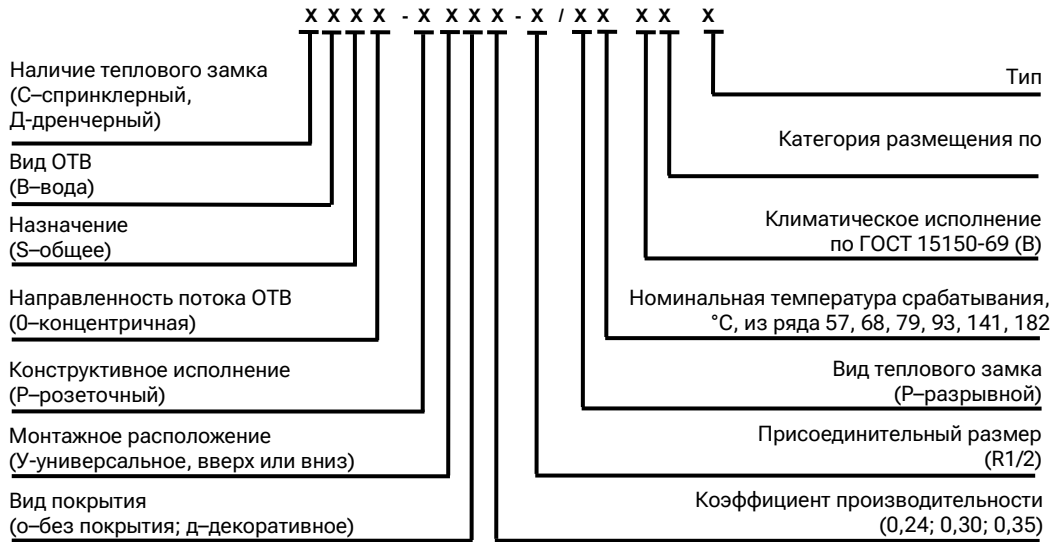 X X X X - X X X X - X / X X X X X
Наличие теплового замка
(С–спринклерный,
Д-дренчерный)
Вид ОТВ
(В–вода)
Назначение
(S–общее)
Направленность потока ОТВ
(0–концентричная)
Конструктивное исполнение
(Р–розеточный)
Монтажное расположение
(У-универсальное, вверх или вниз)
Вид покрытия
(о–без покрытия; д–декоративное)
Тип
Категория размещения по
Климатическое исполнение
по ГОСТ 15150-69 (В)
Номинальная температура срабатывания,
°С, из ряда 57, 68, 79, 93, 141, 182
Вид теплового замка
(Р–разрывной)
Присоединительный размер
(R1/2)
Коэффициент производительности
(0,24; 0,30; 0,35)